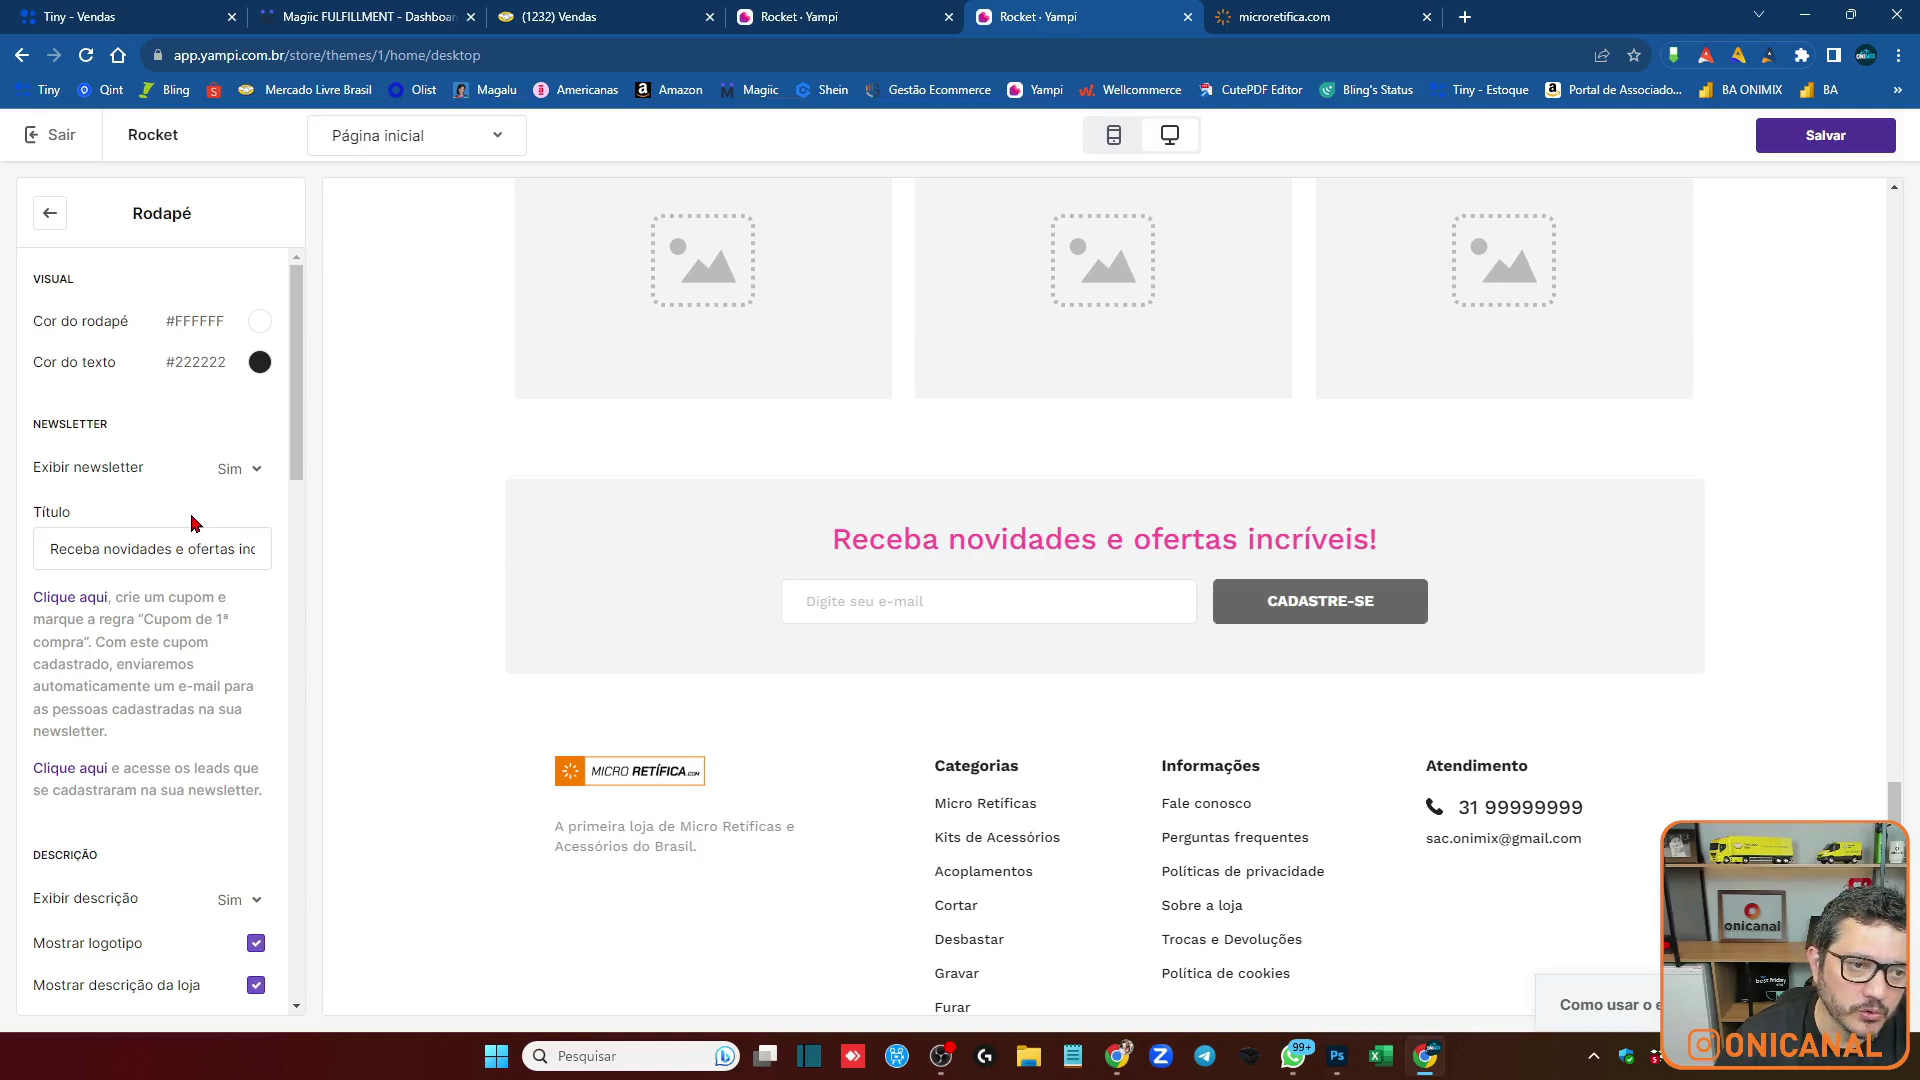 Tiny - Vendas
Magiic FULFILLMENT - Dashboar
(1232) Vendas
Rocket · Yampi
Rocket · Yampi
microretifica.com
app.yampi.com.br/store/themes/1/home/desktop
Tiny
Qint
Bling
Mercado Livre Brasil
Olist
Magalu
Americanas
Amazon
Magiic
Shein
Gestão Ecommerce
Yampi
Wellcommerce
CutePDF Editor
Bling's Status
Tiny - Estoque
Portal de Associado...
BA ONIMIX
BA
Sair
Rocket
Página inicial
Salvar
Rodapé
VISUAL
Cor do rodapé #FFFFFF
Cor do texto #222222
NEWSLETTER
Exibir newsletter Sim
Título
Receba novidades e ofertas inc
Clique aqui, crie um cupom e
marque a regra “Cupom de 1ª
compra”. Com este cupom
cadastrado, enviaremos
automaticamente um e-mail para
as pessoas cadastradas na sua
newsletter.
Clique aqui e acesse os leads que
se cadastraram na sua newsletter.
DESCRIÇÃO
Exibir descrição Sim
Mostrar logotipo
Mostrar descrição da loja
Receba novidades e ofertas incríveis!
Digite seu e-mail
CADASTRE-SE
MICRO RETÍFICA.COM
A primeira loja de Micro Retíficas e
Acessórios do Brasil.
Categorias
Micro Retíficas
Kits de Acessórios
Acoplamentos
Cortar
Desbastar
Gravar
Furar
Informações
Fale conosco
Perguntas frequentes
Políticas de privacidade
Sobre a loja
Trocas e Devoluções
Política de cookies
Atendimento
31 99999999
sac.onimix@gmail.com
Como usar o e
onicanal
ONICANAL
Pesquisar
99+
Ps